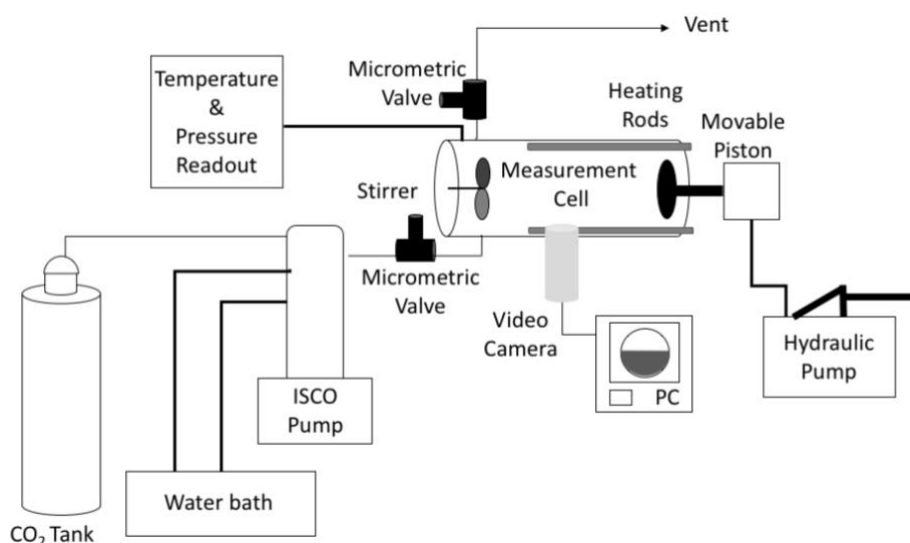 Vent
Micrometric
Valve
Temperature
&
Pressure
Readout
Heating
Rods
Movable
Piston
Measurement
Cell
Stirrer
Micrometric
Valve
Video
Camera
PC
Hydraulic
Pump
ISCO
Pump
Water bath
CO₂ Tank